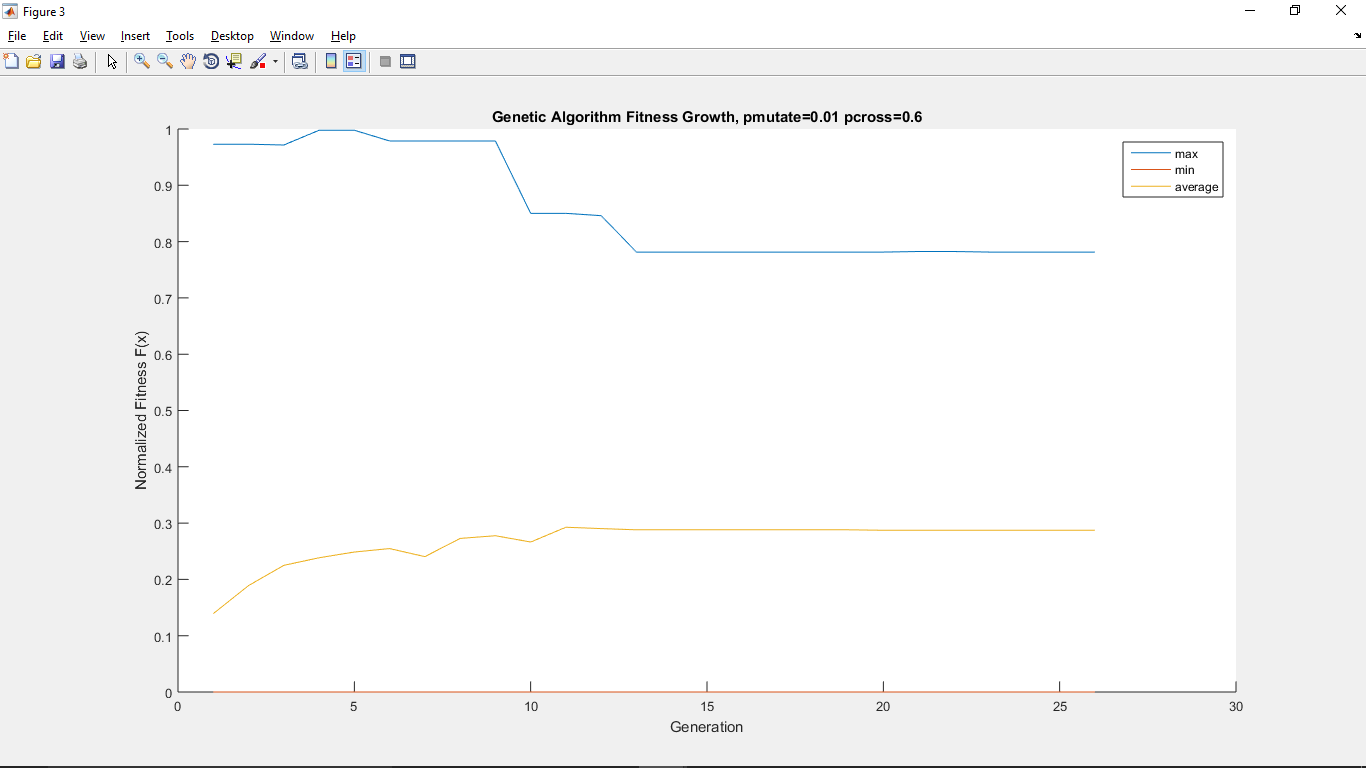 Figure 3
File Edit View Insert Tools Desktop Window Help
Genetic Algorithm Fitness Growth, pmutate=0.01 pcross=0.6
max
min
average
1
0.9
0.8
0.7
0.6
0.5
0.4
0.3
0.2
0.1
0
Normalized Fitness F(x)
0 5 10 15 20 25 30
Generation